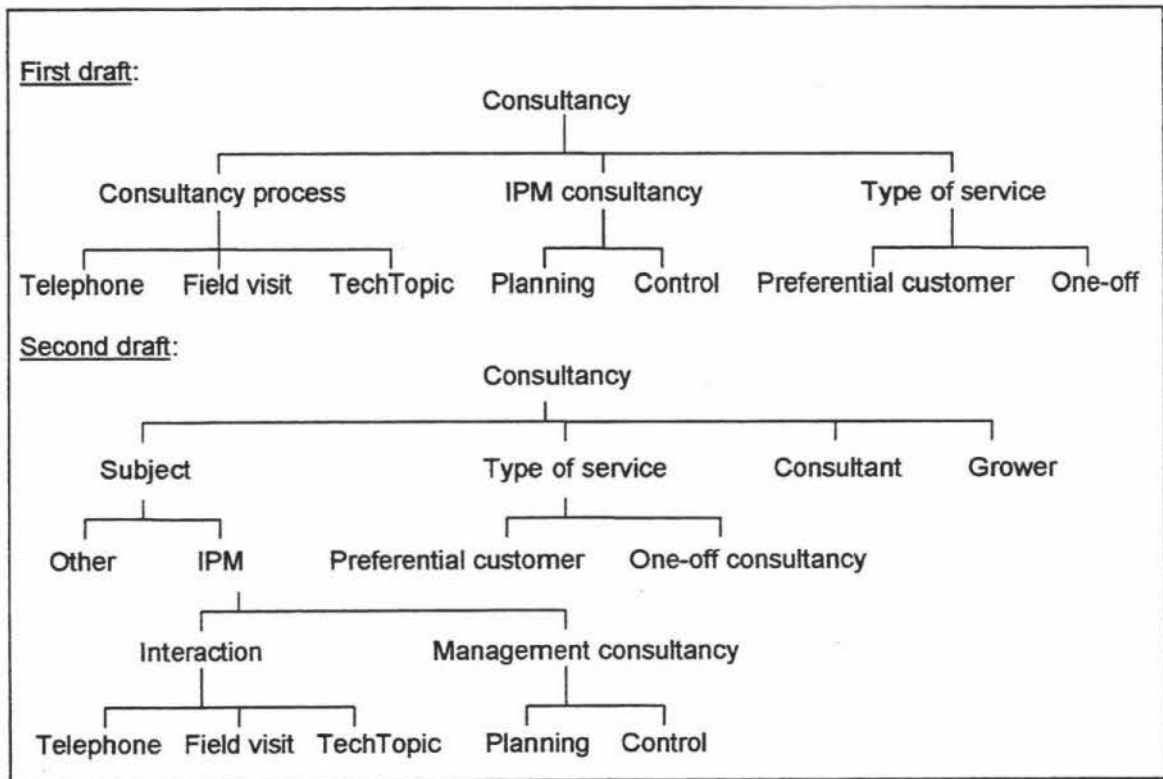 First draft:
Consultancy
Consultancy process IPM consultancy Type of service
Telephone Field visit TechTopic Planning Control Preferential customer One-off
Second draft:
Consultancy
Subject Type of service Consultant Grower
Other IPM Preferential customer One-off consultancy
Interaction Management consultancy
Telephone Field visit TechTopic Planning Control